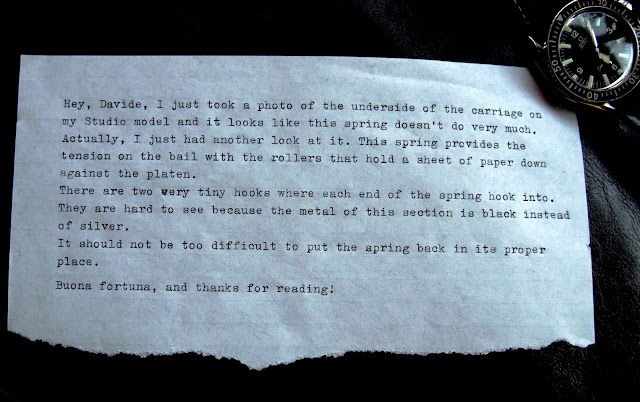 Hey, Davide, I just took a photo of the underside of the carriage on
my Studio model and it looks like this spring doesn't do very much.
Actually, I just had another look at it. This spring provides the
tension on the bail with the rollers that hold a sheet of paper down
against the platen.
There are two very tiny hooks where each end of the spring hook into.
They are hard to see because the metal of this section is black instead
of silver.
It should not be too difficult to put the spring back in its proper
place.
Buona fortuna, and thanks for reading!